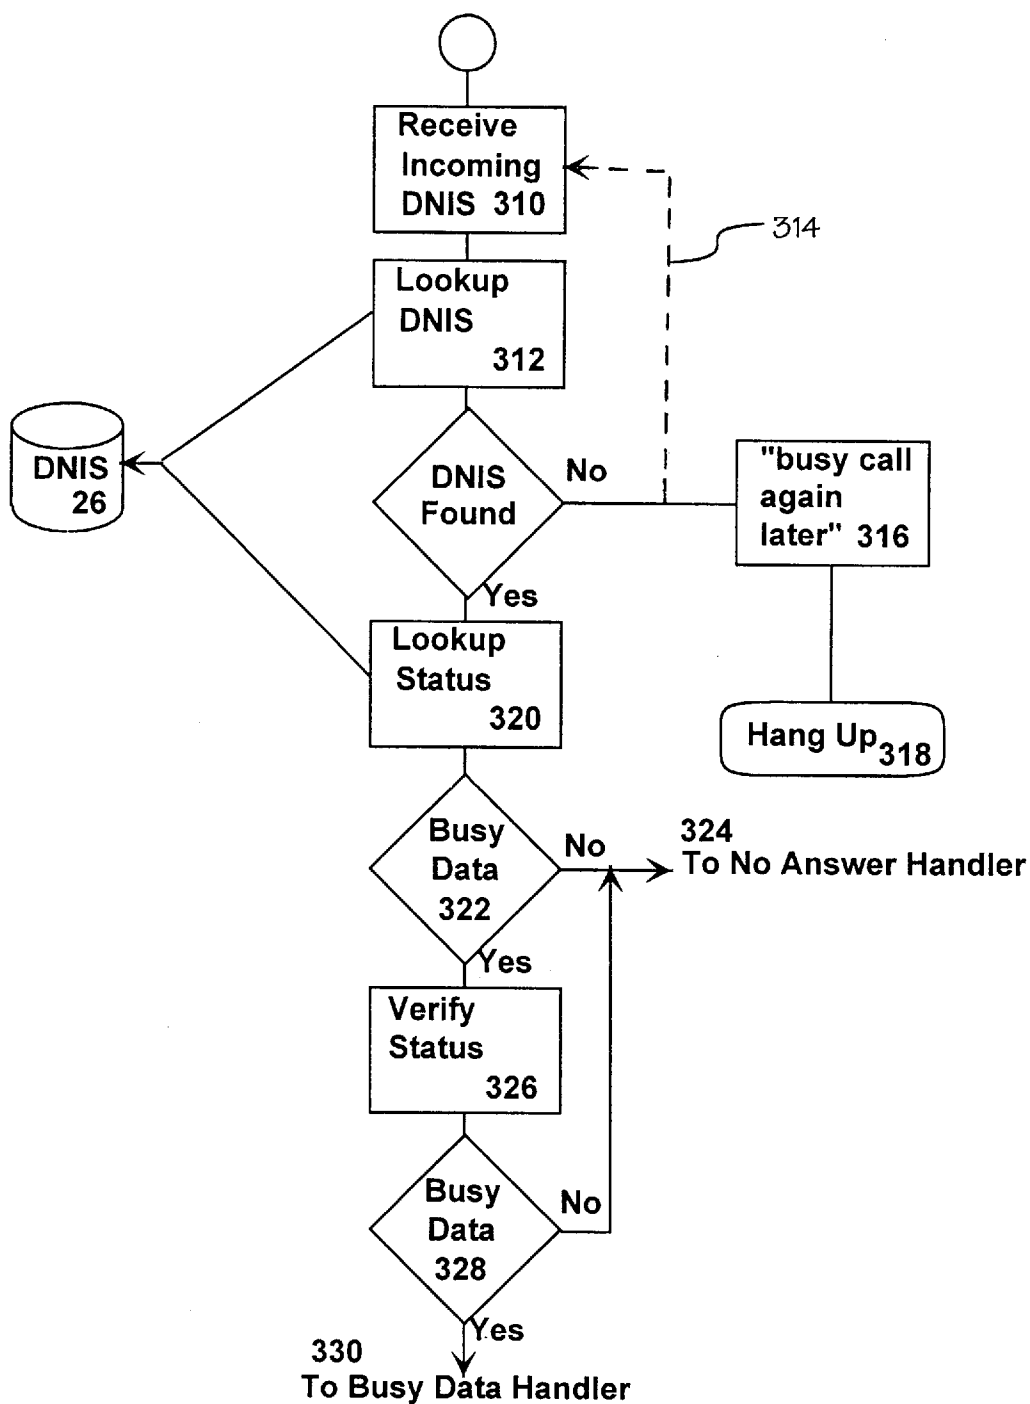 Receive
Incoming
DNIS 310
314
Lookup
DNIS
312
DNIS
26
DNIS
Found
No
"busy call
again
later" 316
Yes
Lookup
Status
320
Hang Up 318
Busy
Data
322
No
324
To No Answer Handler
Yes
Verify
Status
326
Busy
Data
328
No
Yes
330
To Busy Data Handler